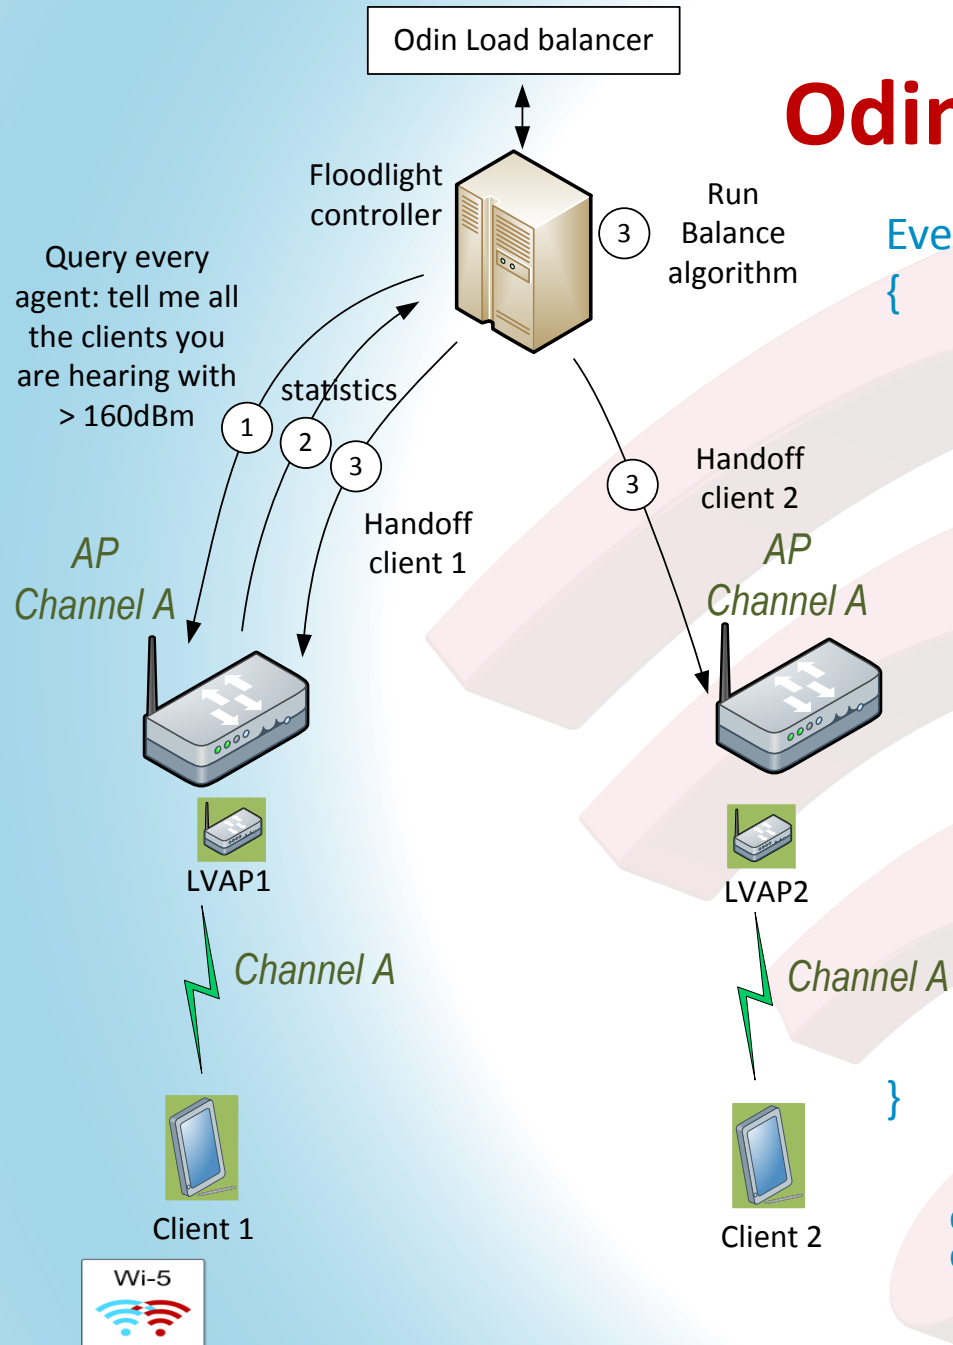 Odin Load balancer
Odin
Floodlight
controller
3
Run
Balance
algorithm
Eve
{
Query every
agent: tell me all
the clients you
are hearing with
> 160dBm
statistics
1
2
3
3
Handoff
client 1
Handoff
client 2
AP
Channel A
AP
Channel A
LVAP1
LVAP2
Channel A
Channel A
}
Client 1
Client 2
Wi-5